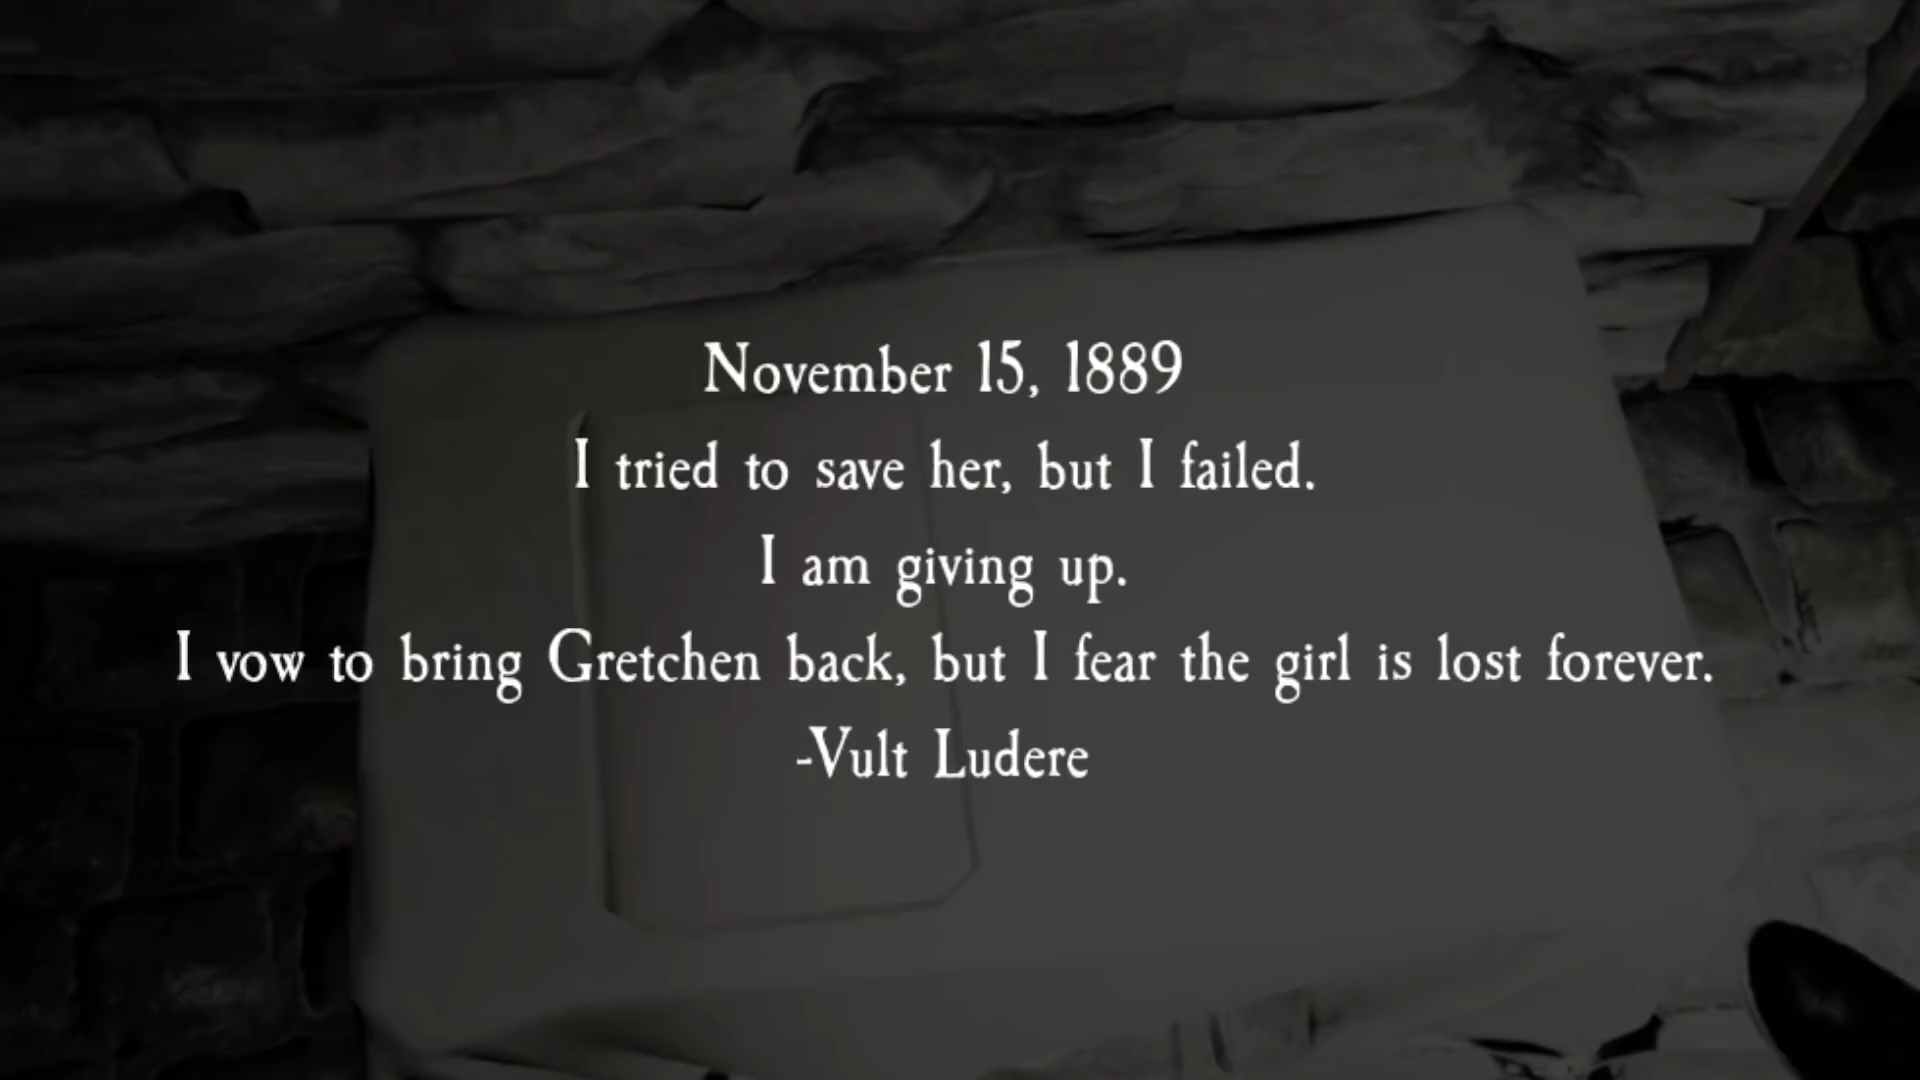 November 15, 1889
I tried to save her, but I failed.
I am giving up.
I vow to bring Gretchen back, but I fear the girl is lost forever.
-Vult Ludere